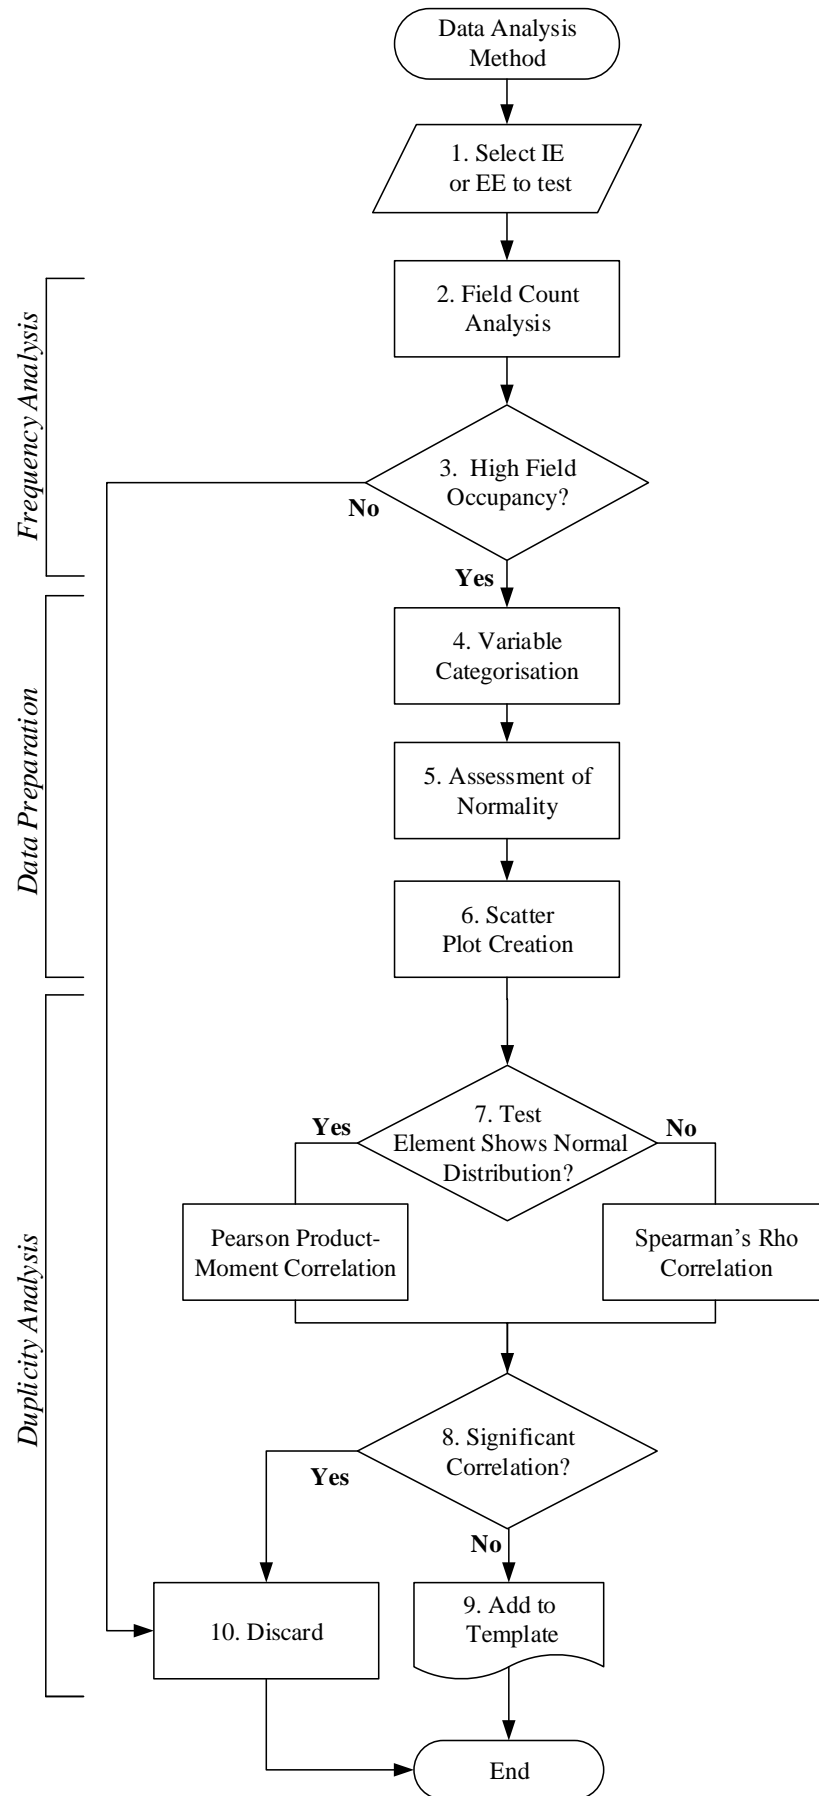 Data Analysis
Method
1. Select IE
or EE to test
Frequency Analysis
2. Field Count
Analysis
3.  High Field
Occupancy?
No
Yes
Data Preparation
4. Variable
Categorisation
5. Assessment of
Normality
6. Scatter
Plot Creation
Duplicity Analysis
7. Test
Element Shows Normal
Distribution?
Yes
No
Pearson Product-
Moment Correlation
Spearman’s Rho
Correlation
8. Significant
Correlation?
Yes
No
10. Discard
9. Add to
Template
End